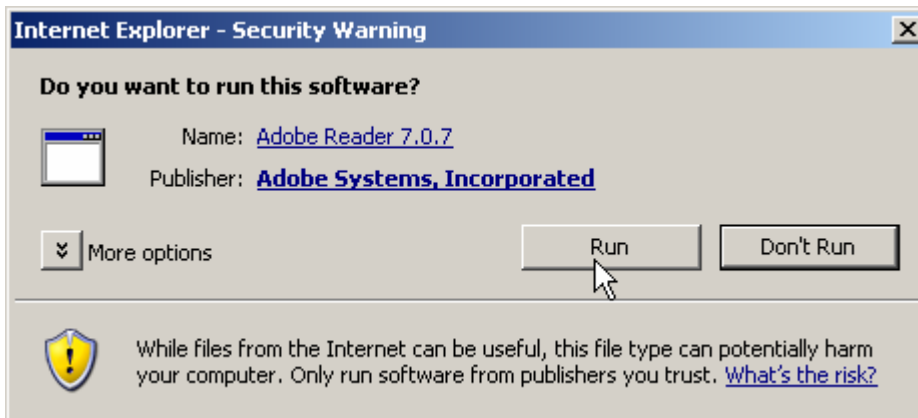 Internet Explorer - Security Warning
Do you want to run this software?
Name: Adobe Reader 7.0.7
Publisher: Adobe Systems, Incorporated
More options Run Don't Run
While files from the Internet can be useful, this file type can potentially harm
your computer. Only run software from publishers you trust. What's the risk?